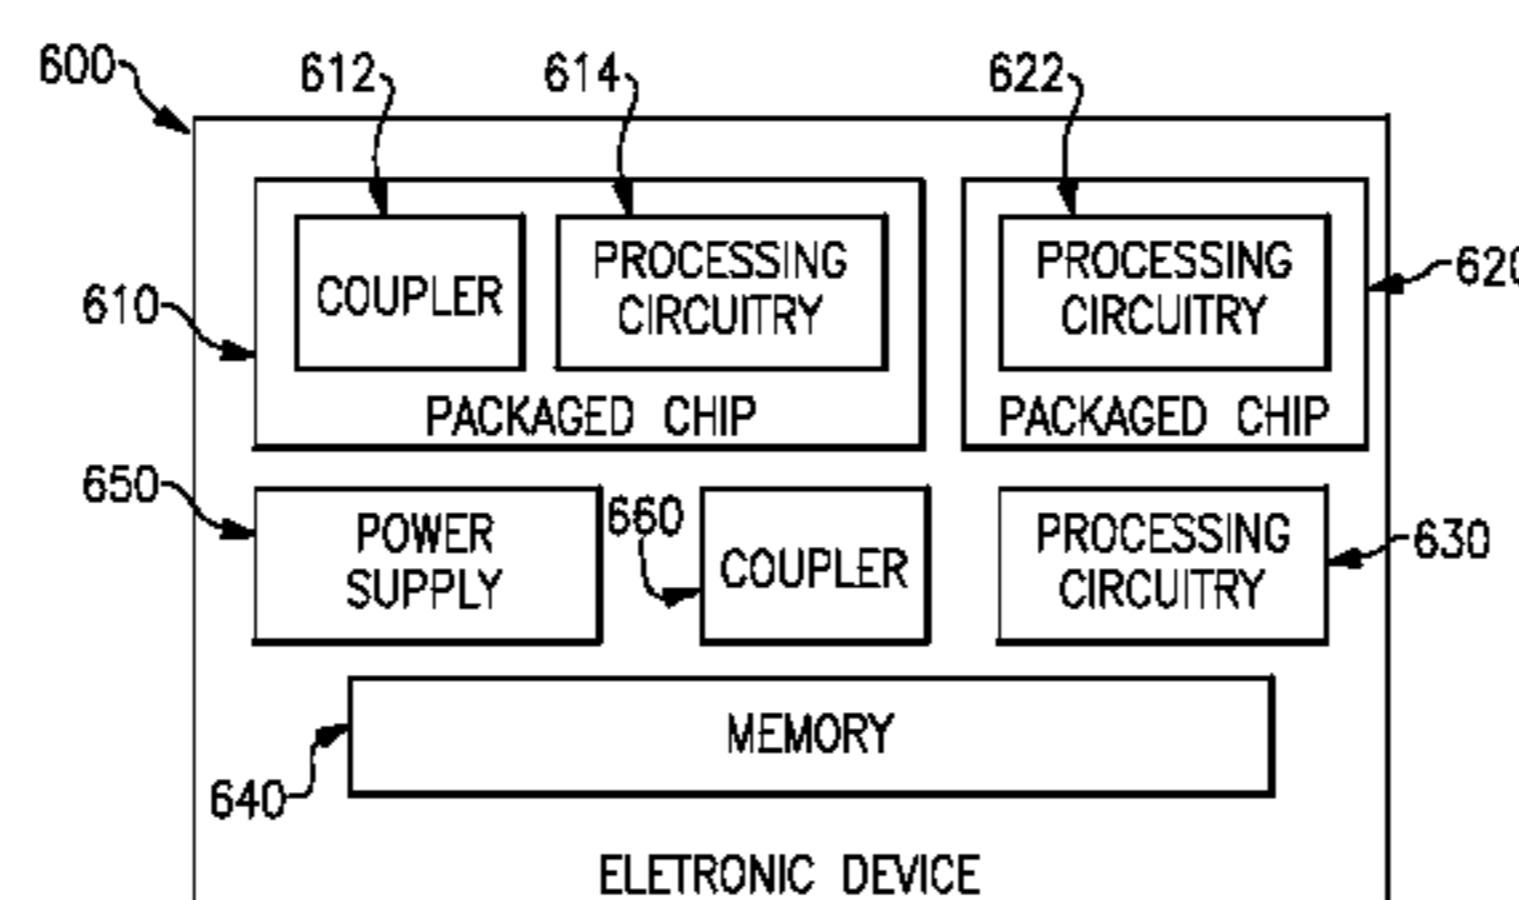 600
612
614
622
COUPLER
PROCESSING
CIRCUITRY
PROCESSING
CIRCUITRY
610
620
PACKAGED CHIP
PACKAGED CHIP
650
POWER
SUPPLY
660
COUPLER
PROCESSING
CIRCUITRY
630
MEMORY
640
ELETRONIC DEVICE